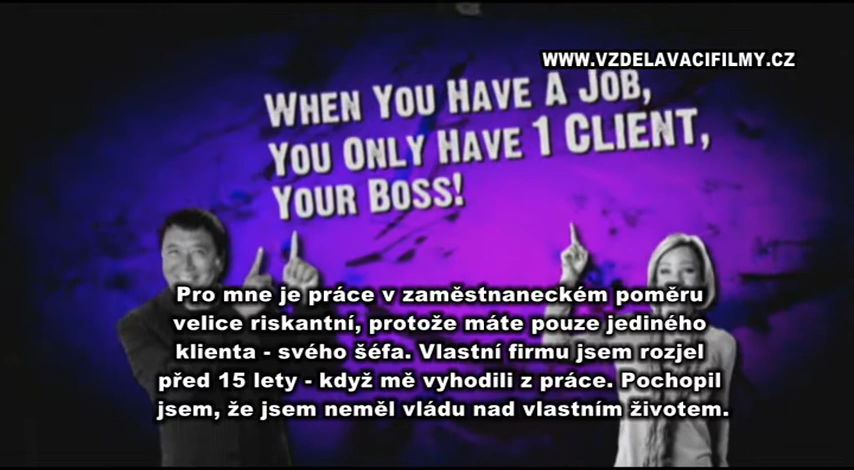 WWW.VZDELAVACIFILMY.CZ
WHEN YOU HAVE A JOB,
YOU ONLY HAVE 1 CLIENT,
YOUR BOSS!
Pro mne je práce v zaměstnaneckém poměru
velice riskantní, protože máte pouze jediného
klienta - svého šéfa. Vlastní firmu jsem rozjel
před 15 lety - když mě vyhodili z práce. Pochopil
jsem, že jsem neměl vládu nad vlastním životem.